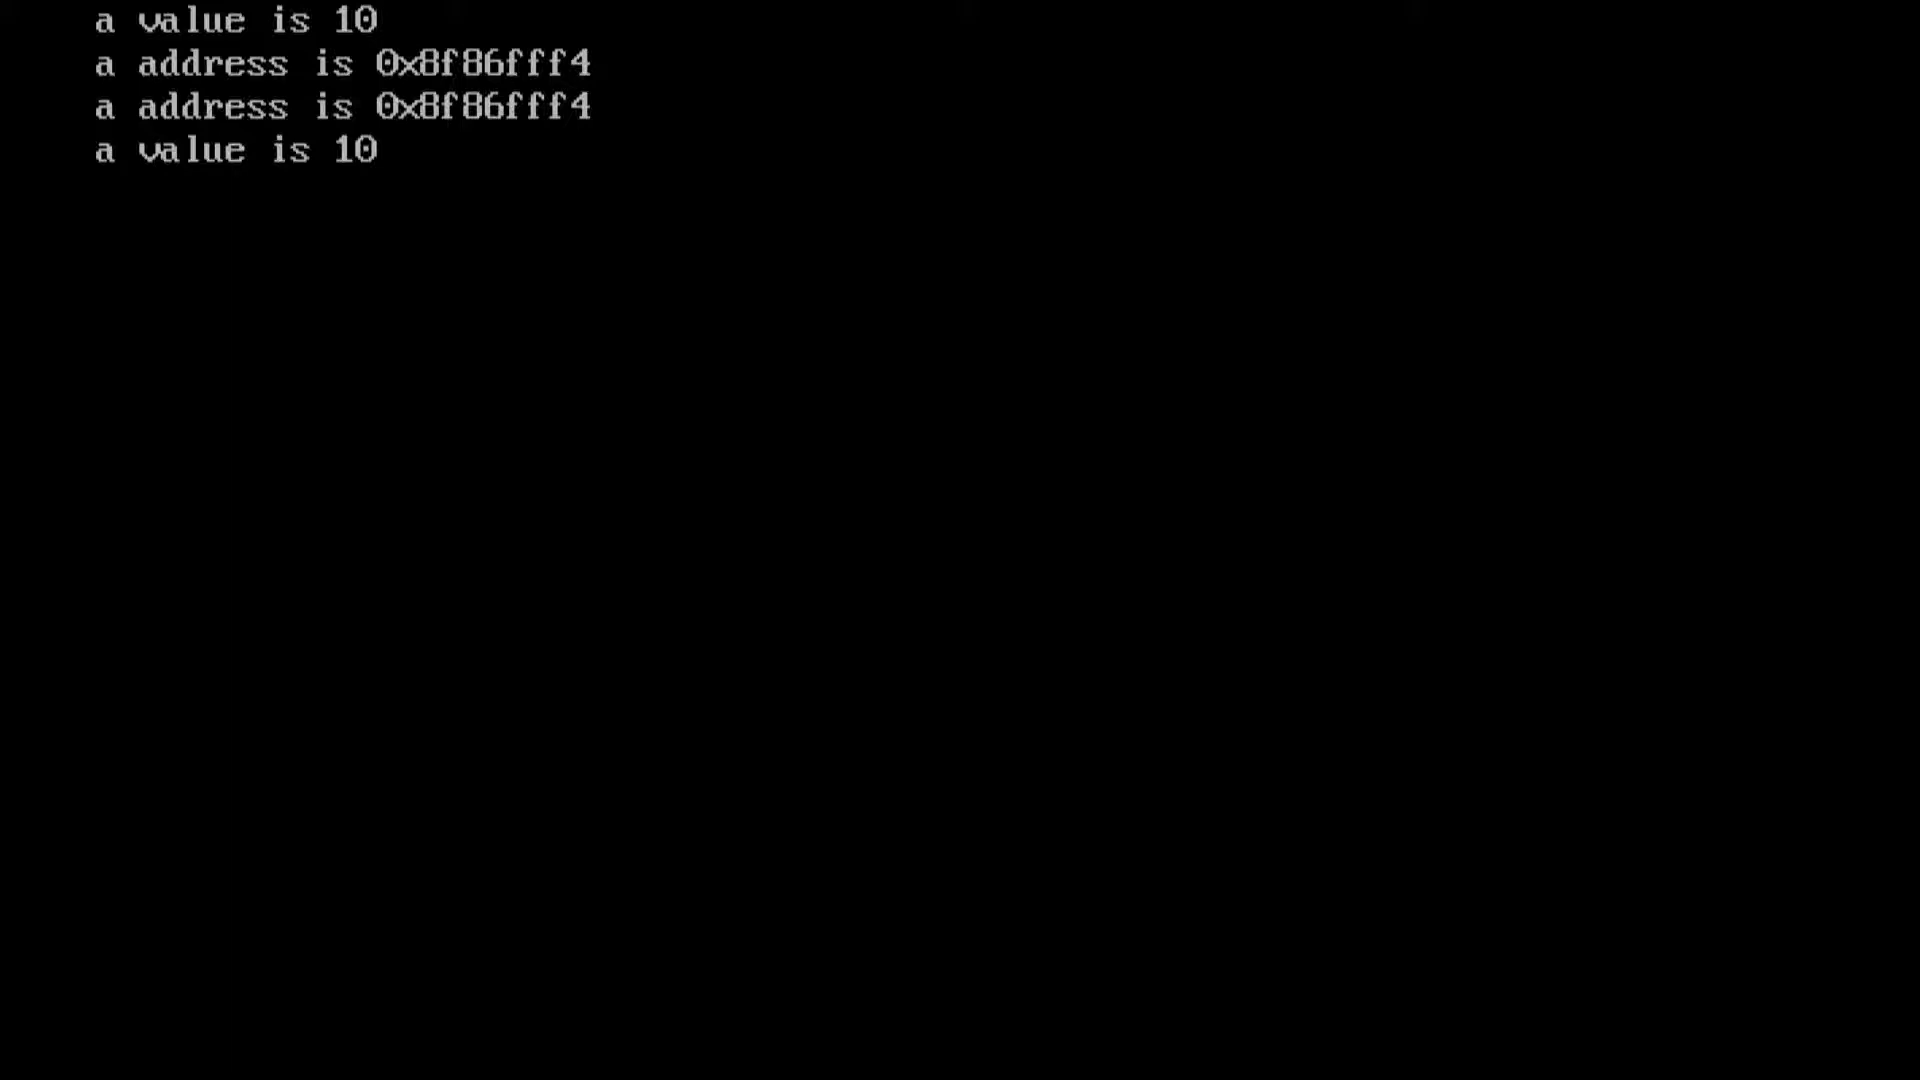 a value is 10
a address is 0x8f86fff4
a address is 0x8f86fff4
a value is 10